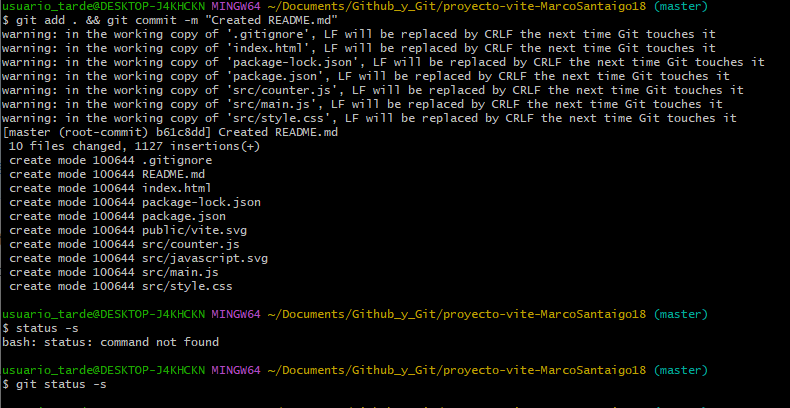 usuario_tarde@DESKTOP-J4KHCKN MINGW64 ~/Documents/Github_y_Git/proyecto-vite-MarcoSantaigo18 (master)
$ git add . && git commit -m "Created README.md"
warning: in the working copy of '.gitignore', LF will be replaced by CRLF the next time Git touches it
warning: in the working copy of 'index.html', LF will be replaced by CRLF the next time Git touches it
warning: in the working copy of 'package-lock.json', LF will be replaced by CRLF the next time Git touches it
warning: in the working copy of 'package.json', LF will be replaced by CRLF the next time Git touches it
warning: in the working copy of 'src/counter.js', LF will be replaced by CRLF the next time Git touches it
warning: in the working copy of 'src/main.js', LF will be replaced by CRLF the next time Git touches it
warning: in the working copy of 'src/style.css', LF will be replaced by CRLF the next time Git touches it
[master (root-commit) b61c8dd] Created README.md
 10 files changed, 1127 insertions(+)
 create mode 100644 .gitignore
 create mode 100644 README.md
 create mode 100644 index.html
 create mode 100644 package-lock.json
 create mode 100644 package.json
 create mode 100644 public/vite.svg
 create mode 100644 src/counter.js
 create mode 100644 src/javascript.svg
 create mode 100644 src/main.js
 create mode 100644 src/style.css
usuario_tarde@DESKTOP-J4KHCKN MINGW64 ~/Documents/Github_y_Git/proyecto-vite-MarcoSantaigo18 (master)
$ status -s
bash: status: command not found
usuario_tarde@DESKTOP-J4KHCKN MINGW64 ~/Documents/Github_y_Git/proyecto-vite-MarcoSantaigo18 (master)
$ git status -s